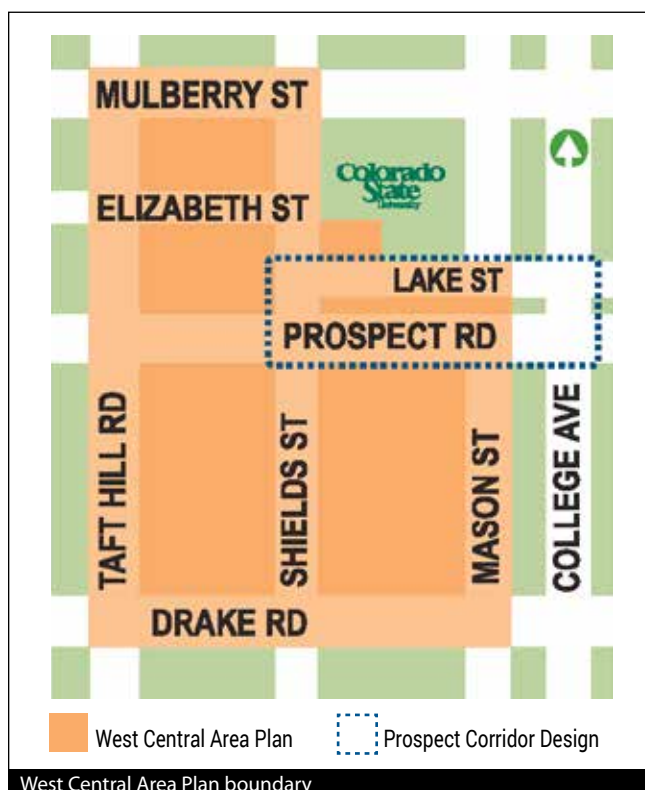 MULBERRY ST
Colorado
State
University
ELIZABETH ST
LAKE ST
PROSPECT RD
TAFT HILL RD
SHIELDS ST
MASON ST
COLLEGE AVE
DRAKE RD
West Central Area Plan
Prospect Corridor Design
West Central Area Plan boundary